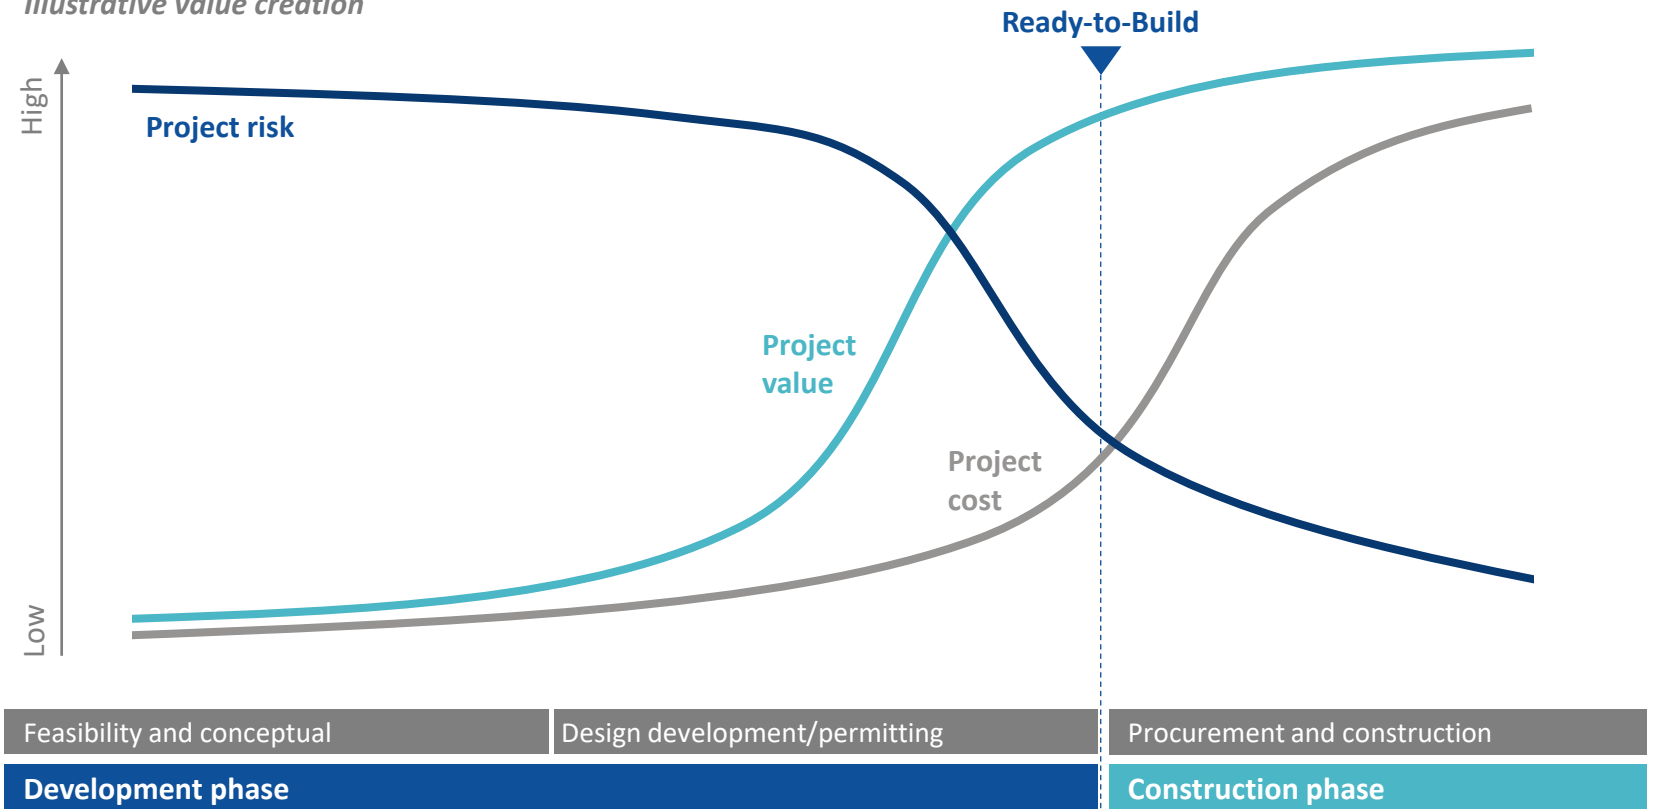 Illustrative value creation
Ready-to-Build
High
Project risk
Project
value
Project
cost
Low
Feasibility and conceptual
Design development/permitting
Procurement and construction
Development phase
Construction phase